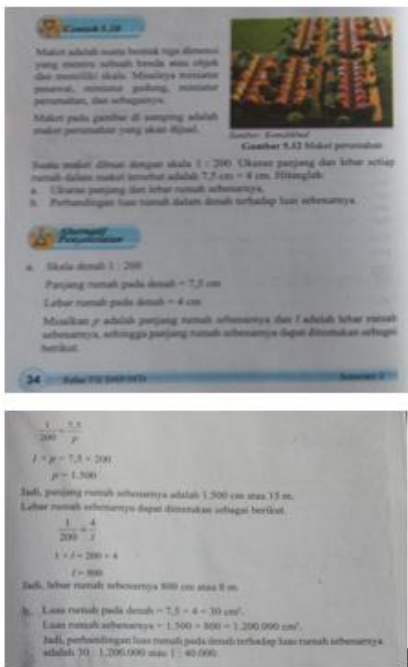 Contoh 5.10
Maket adalah suatu bentuk tiga dimensi
yang meniru sebuah benda atau objek
dan memiliki skala. Misalnya miniatur
pesawat, miniatur gedung, miniatur
perumahan, dan sebagainya.
Maket pada gambar di samping adalah
maket perumahan yang akan dijual.
Sumber: Kemdikbud
Gambar 5.12 Maket perumahan
Suatu maket dibuat dengan skala 1 : 200. Ukuran panjang dan lebar setiap
rumah dalam maket tersebut adalah 7,5 cm × 4 cm. Hitunglah:
a. Ukuran panjang dan lebar rumah sebenarnya.
b. Perbandingan luas rumah dalam denah terhadap luas sebenarnya.
Alternatif
Penyelesaian
a. Skala denah 1 : 200
Panjang rumah pada denah = 7,5 cm
Lebar rumah pada denah = 4 cm
Misalkan p adalah panjang rumah sebenarnya dan l adalah lebar rumah
sebenarnya, sehingga panjang rumah sebenarnya dapat ditentukan sebagai
berikut.
34 Kelas VII SMP/MTs Semester 2
1/200 = 7,5/p
1 × p = 7,5 × 200
p = 1.500
Jadi, panjang rumah sebenarnya adalah 1.500 cm atau 15 m.
Lebar rumah sebenarnya dapat ditentukan sebagai berikut.
1/200 = 4/l
1 × l = 200 × 4
l = 800
Jadi, lebar rumah sebenarnya 800 cm atau 8 m.
b. Luas rumah pada denah = 7,5 × 4 = 30 cm².
Luas rumah sebenarnya = 1.500 × 800 = 1.200.000 cm².
Jadi, perbandingan luas rumah pada denah terhadap luas rumah sebenarnya
adalah 30 : 1.200.000 atau 1 : 40.000.